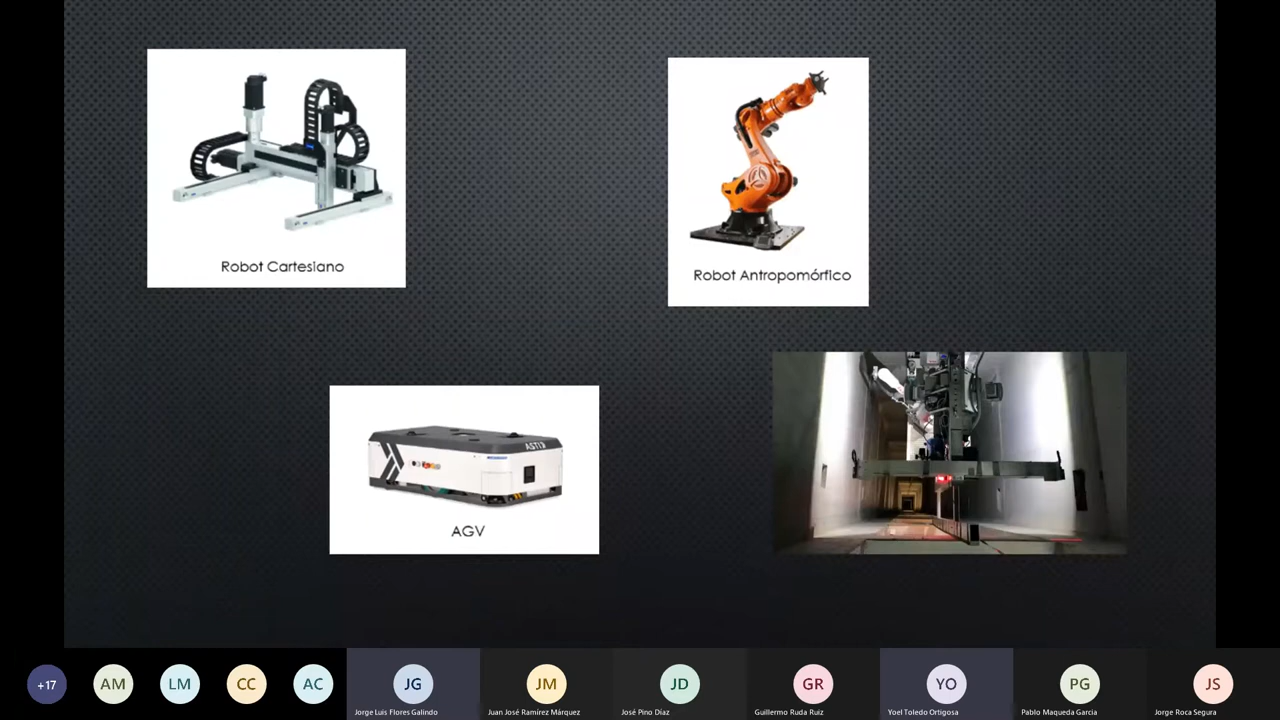 Robot Cartesiano
Robot Antropomórfico
ASTI
AGV
+17
AM
LM
CC
AC
JG
JM
JD
GR
YO
PG
JS
Jorge Luis Flores Galindo
Juan José Ramírez Márquez
José Pino Díaz
Guillermo Ruda Ruiz
Yoel Toledo Ortigosa
Pablo Maqueda Garcia
Jorge Roca Segura